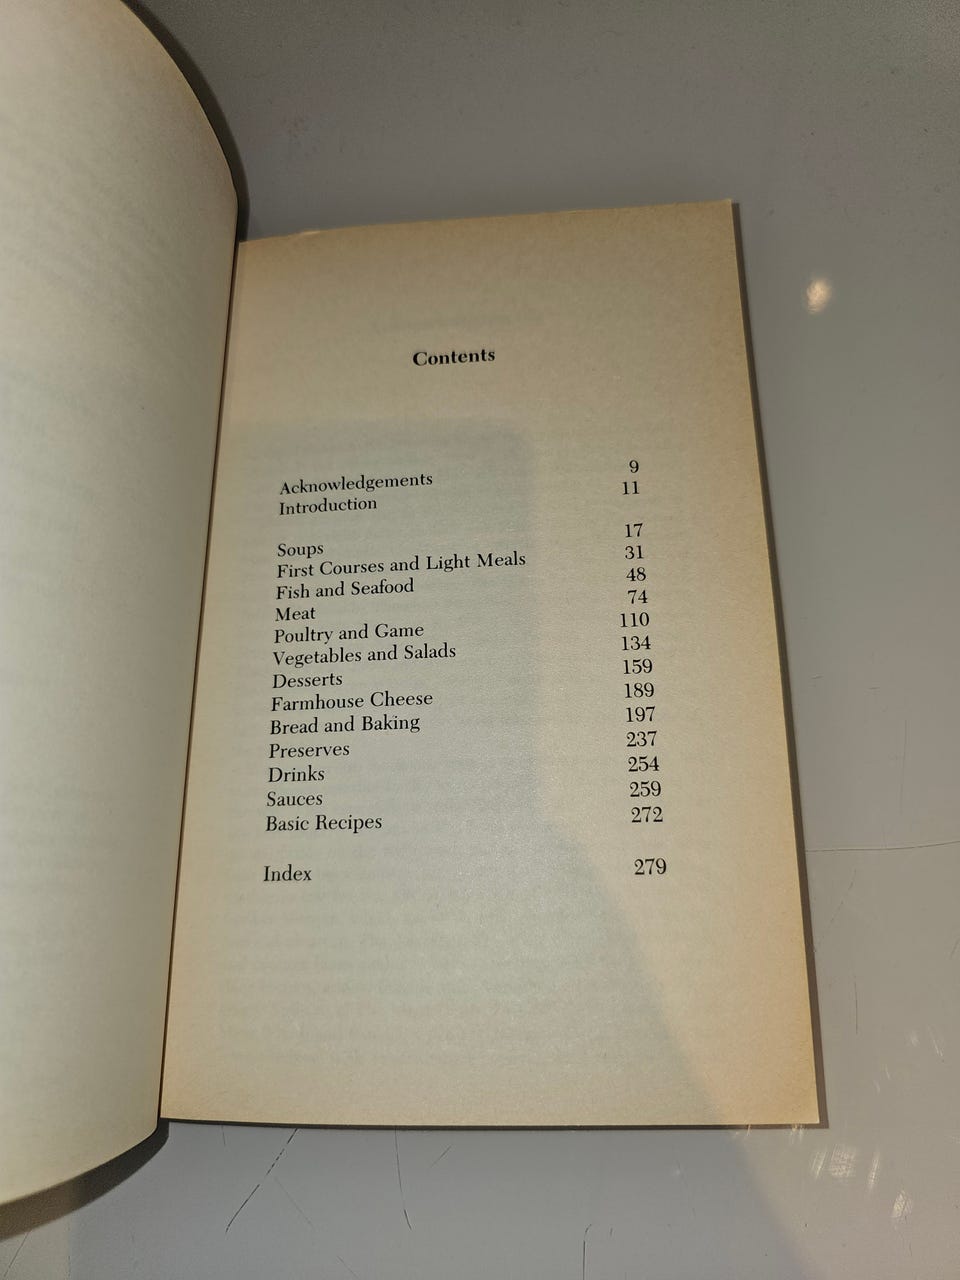 Contents
Acknowledgements 9
Introduction 11
Soups 17
First Courses and Light Meals 31
Fish and Seafood 48
Meat 74
Poultry and Game 110
Vegetables and Salads 134
Desserts 159
Farmhouse Cheese 189
Bread and Baking 197
Preserves 237
Drinks 254
Sauces 259
Basic Recipes 272
Index 279